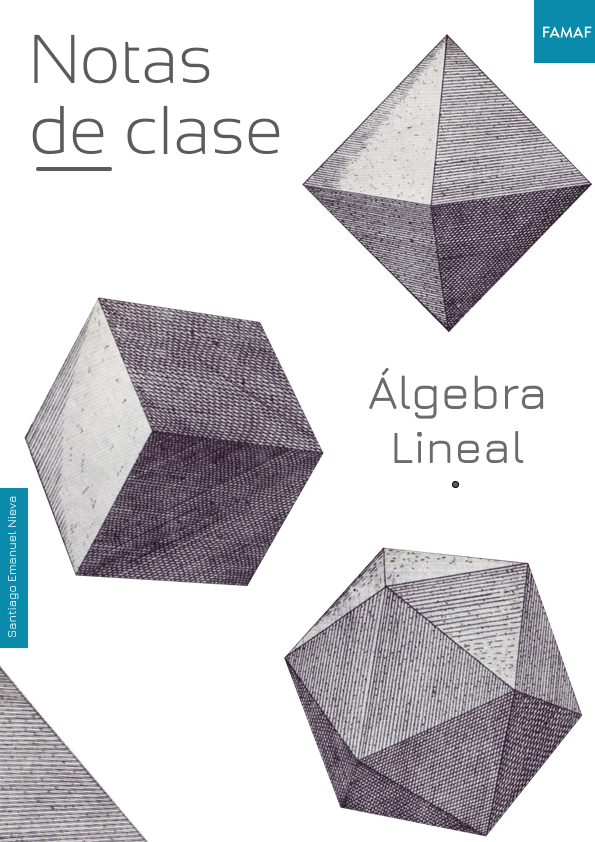 FAMAF
Notas
de clase
Álgebra
Lineal
Santiago Emanuel Nieva